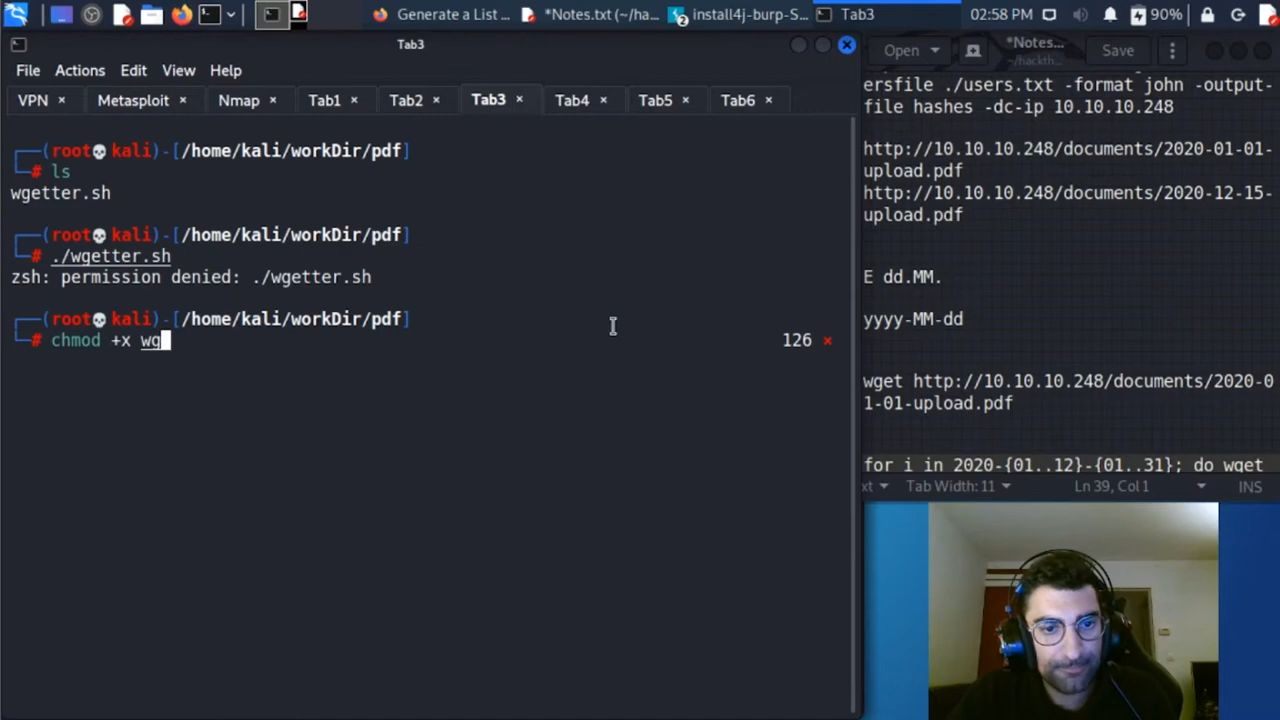 Generate a List ...
*Notes.txt (~/ha...
install4j-burp-S...
Tab3
02:58 PM
90%
Tab3
File Actions Edit View Help
VPN × Metasploit × Nmap × Tab1 × Tab2 × Tab3 × Tab4 × Tab5 × Tab6 ×
┌──(root💀kali)-[/home/kali/workDir/pdf]
└─# ls
wgetter.sh
┌──(root💀kali)-[/home/kali/workDir/pdf]
└─# ./wgetter.sh
zsh: permission denied: ./wgetter.sh
┌──(root💀kali)-[/home/kali/workDir/pdf]
└─# chmod +x wg 126 ×
Open
*Notes...
~/hackth...
Save
ersfile ./users.txt -format john -output-
file hashes -dc-ip 10.10.10.248
http://10.10.10.248/documents/2020-01-01-
upload.pdf
http://10.10.10.248/documents/2020-12-15-
upload.pdf
E dd.MM.
yyyy-MM-dd
wget http://10.10.10.248/documents/2020-0
1-01-upload.pdf
for i in 2020-{01..12}-{01..31}; do wget
xt Tab Width: 11 Ln 39, Col 1 INS